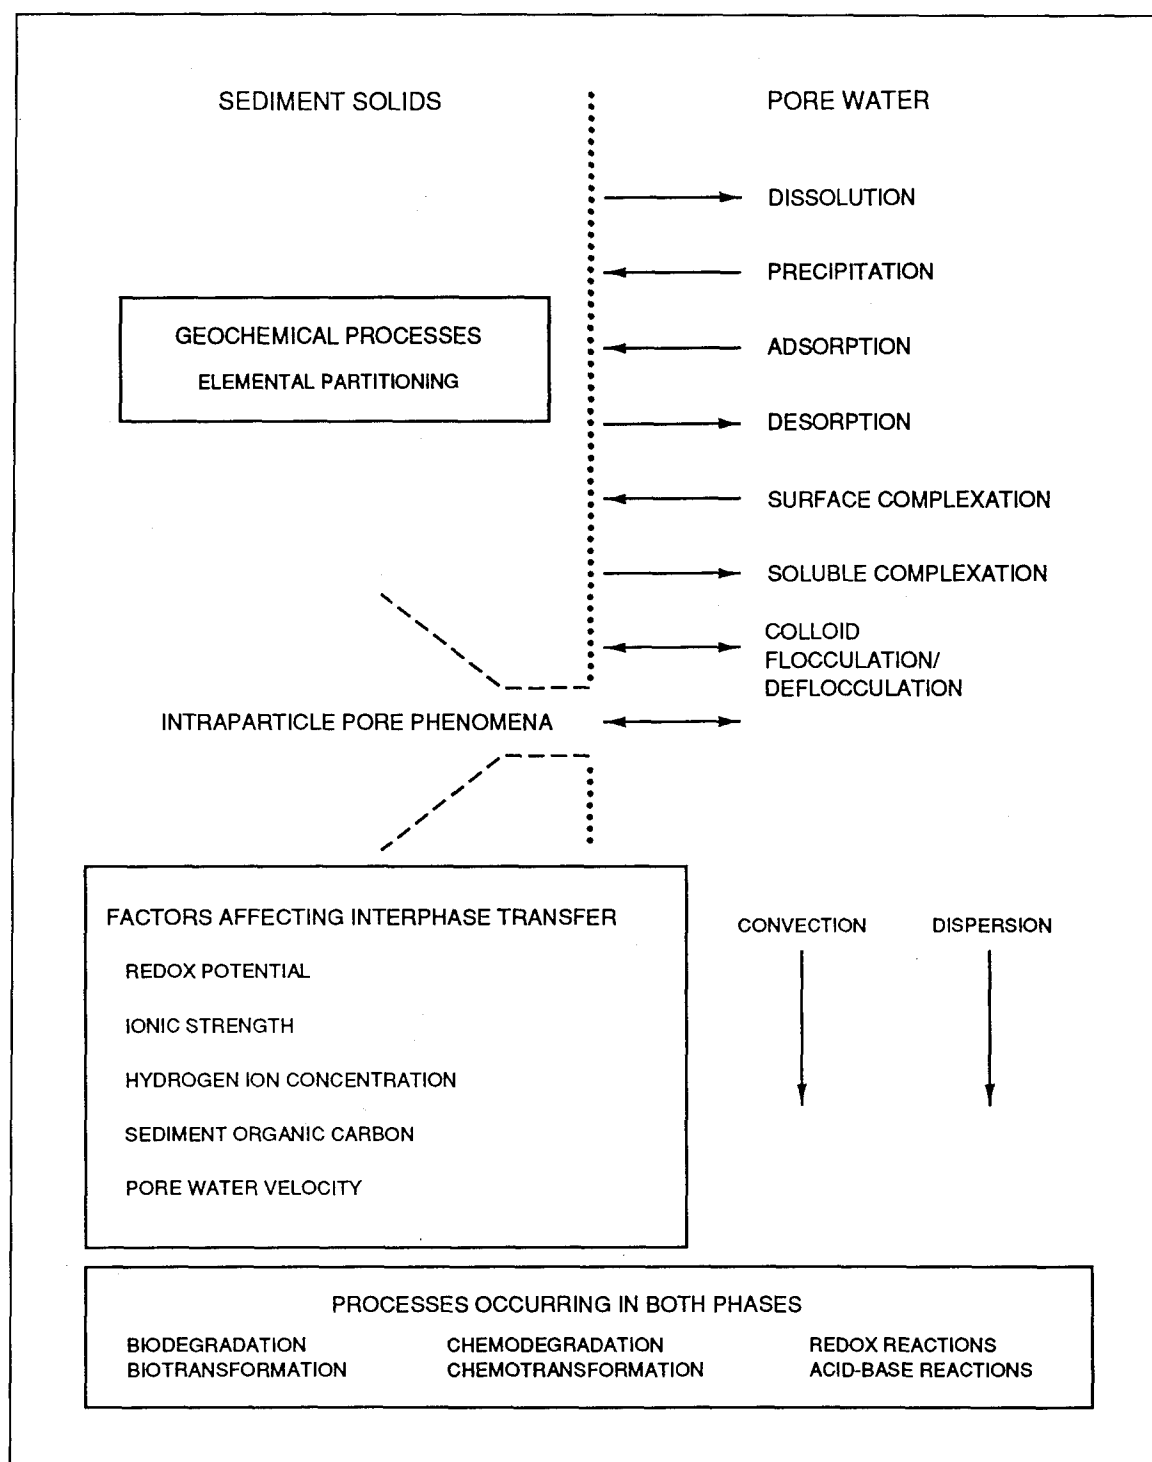 SEDIMENT SOLIDS
PORE WATER
DISSOLUTION
PRECIPITATION
GEOCHEMICAL PROCESSES
ELEMENTAL PARTITIONING
ADSORPTION
DESORPTION
SURFACE COMPLEXATION
SOLUBLE COMPLEXATION
COLLOID
FLOCCULATION/
DEFLOCCULATION
INTRAPARTICLE PORE PHENOMENA
FACTORS AFFECTING INTERPHASE TRANSFER
REDOX POTENTIAL
IONIC STRENGTH
HYDROGEN ION CONCENTRATION
SEDIMENT ORGANIC CARBON
PORE WATER VELOCITY
CONVECTION
DISPERSION
PROCESSES OCCURRING IN BOTH PHASES
BIODEGRADATION
BIOTRANSFORMATION
CHEMODEGRADATION
CHEMOTRANSFORMATION
REDOX REACTIONS
ACID-BASE REACTIONS